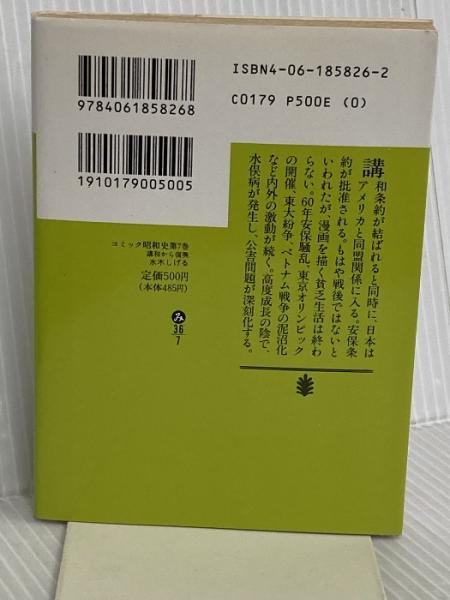 ISBN4-06-185826-2
C0179 P500E (0)
9784061858268
1910179005005
講和条約が結ばれると同時に、日本は
アメリカと同盟関係に入る。安保条
約が批准される。もはや戦後ではないと
いわれたが、漫画を描く貧乏生活は終わ
らない。60年安保騒乱、東京オリンピック
の開催、東大紛争、ベトナム戦争の泥沼化
など内外の激動が続く。高度成長の陰で、
水俣病が発生し、公害問題が深刻化する。
コミック昭和史第7巻
講和から復興
水木しげる
定価500円
(本体485円)
み
36
7